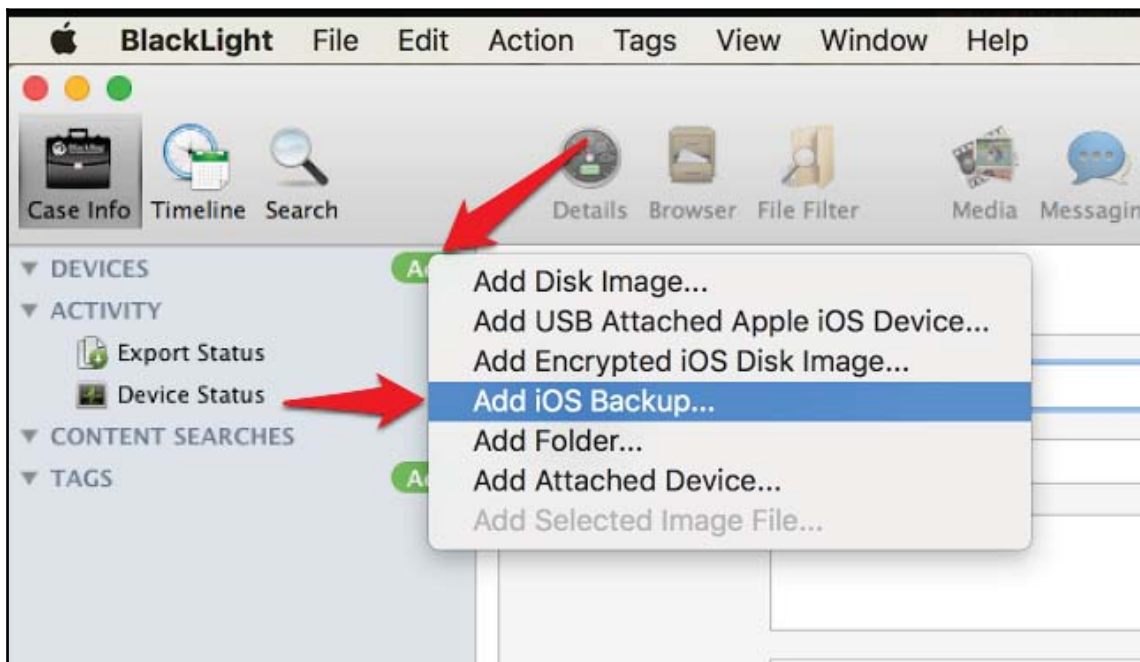 BlackLight File Edit Action Tags View Window Help
Case Info Timeline Search Details Browser File Filter Media Messagin
DEVICES
ACTIVITY
Export Status
Device Status
CONTENT SEARCHES
TAGS
Add Disk Image...
Add USB Attached Apple iOS Device...
Add Encrypted iOS Disk Image...
Add iOS Backup...
Add Folder...
Add Attached Device...
Add Selected Image File...